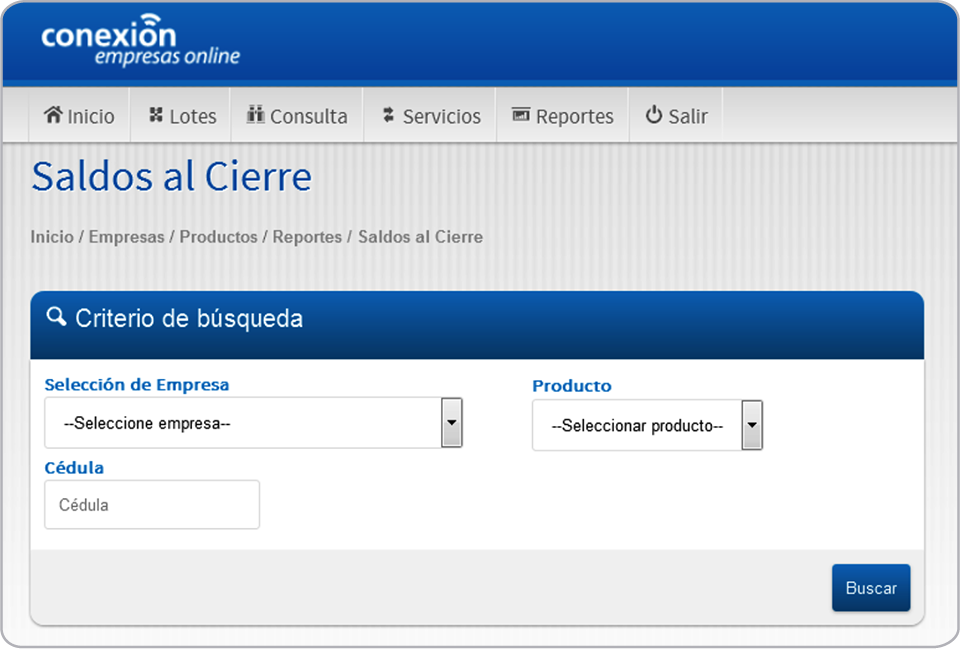 conexión
empresas online
Inicio Lotes Consulta Servicios Reportes Salir
Saldos al Cierre
Inicio / Empresas / Productos / Reportes / Saldos al Cierre
Criterio de búsqueda
Selección de Empresa Producto
--Seleccione empresa-- --Seleccionar producto--
Cédula
Cédula
Buscar